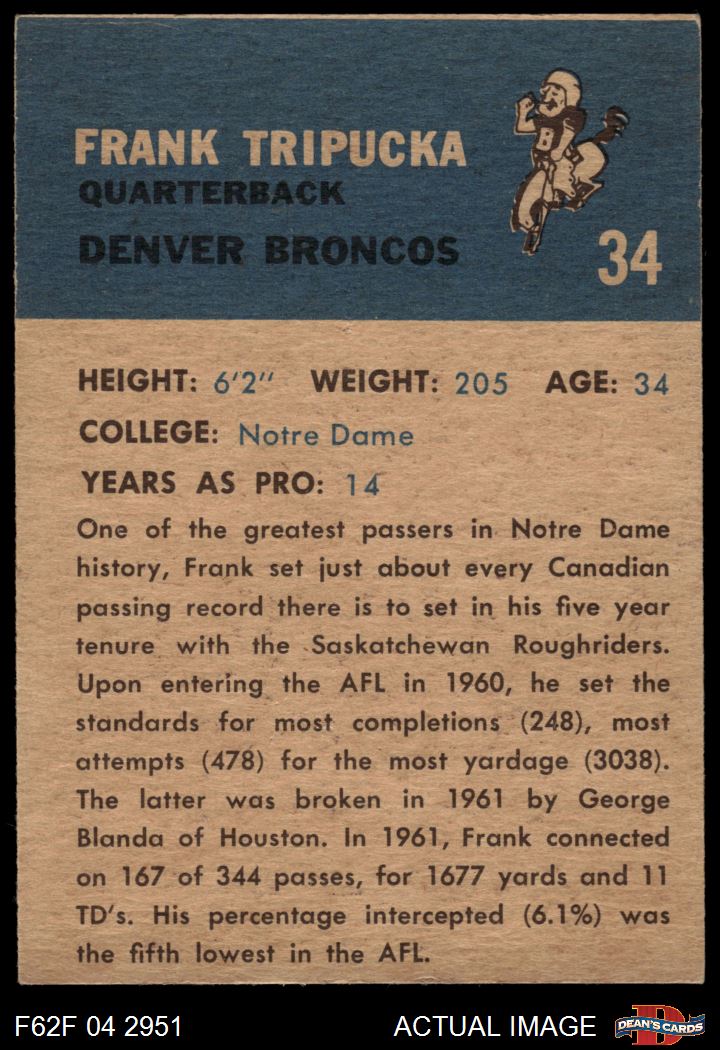 FRANK TRIPUCKA
QUARTERBACK
DENVER BRONCOS
B
34
HEIGHT: 6'2" WEIGHT: 205 AGE: 34
COLLEGE: Notre Dame
YEARS AS PRO: 14
One of the greatest passers in Notre Dame
history, Frank set just about every Canadian
passing record there is to set in his five year
tenure with the Saskatchewan Roughriders.
Upon entering the AFL in 1960, he set the
standards for most completions (248), most
attempts (478) for the most yardage (3038).
The latter was broken in 1961 by George
Blanda of Houston. In 1961, Frank connected
on 167 of 344 passes, for 1677 yards and 11
TD's. His percentage intercepted (6.1%) was
the fifth lowest in the AFL.
F62F 04 2951 ACTUAL IMAGE D DEAN'S CARDS